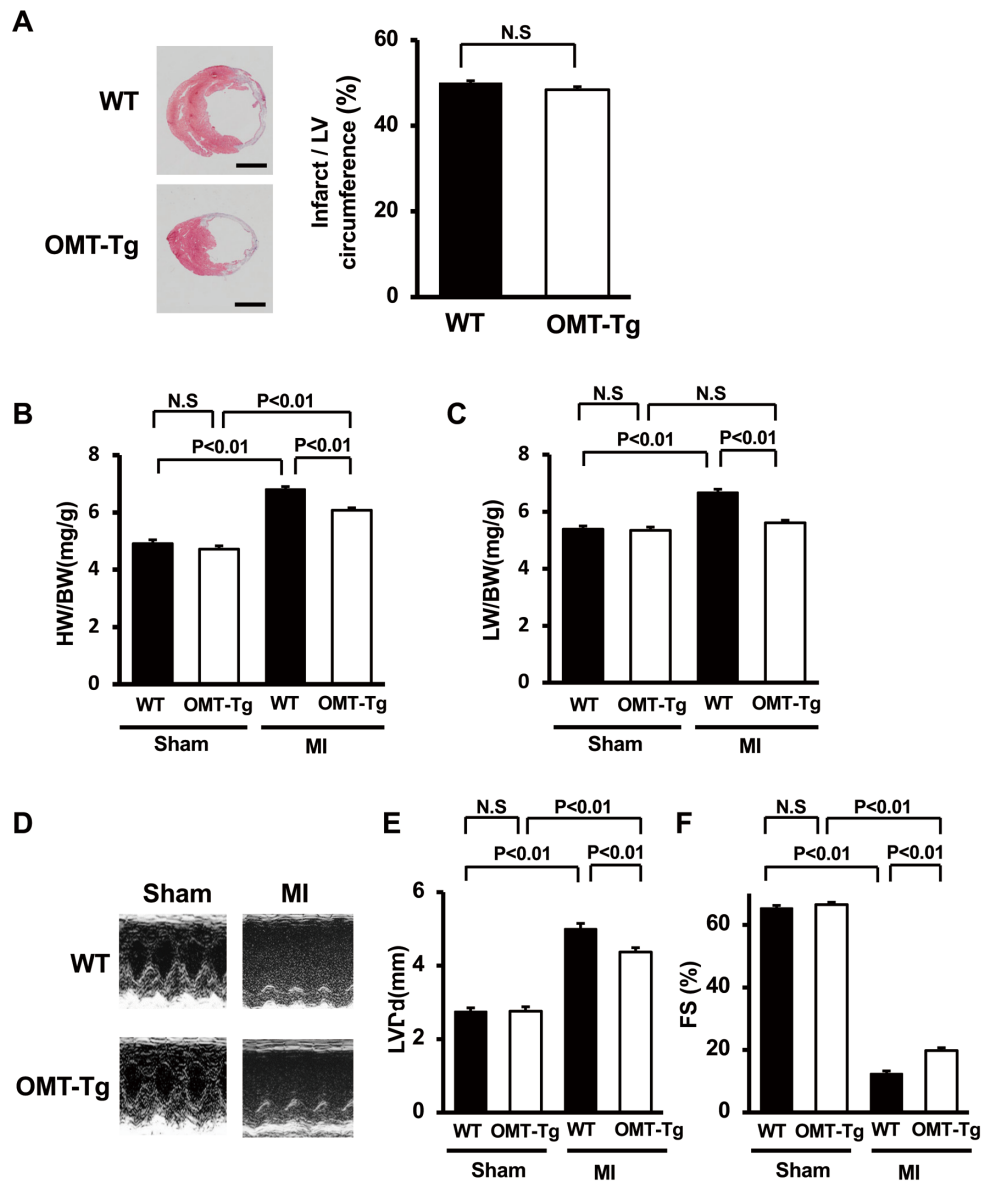 A
WT
OMT-Tg
N.S
60
40
20
0
Infarct / LV
circumference (%)
WT
OMT-Tg
B
N.S
P<0.01
P<0.01
P<0.01
8
6
4
2
0
HW/BW(mg/g)
WT
OMT-Tg
WT
OMT-Tg
Sham
MI
C
N.S
N.S
P<0.01
P<0.01
8
6
4
2
0
LW/BW(mg/g)
WT
OMT-Tg
WT
OMT-Tg
Sham
MI
D
Sham
MI
WT
OMT-Tg
E
N.S
P<0.01
P<0.01
P<0.01
6
4
2
0
LVDd(mm)
WT
OMT-Tg
WT
OMT-Tg
Sham
MI
F
N.S
P<0.01
P<0.01
P<0.01
60
40
20
0
FS (%)
WT
OMT-Tg
WT
OMT-Tg
Sham
MI